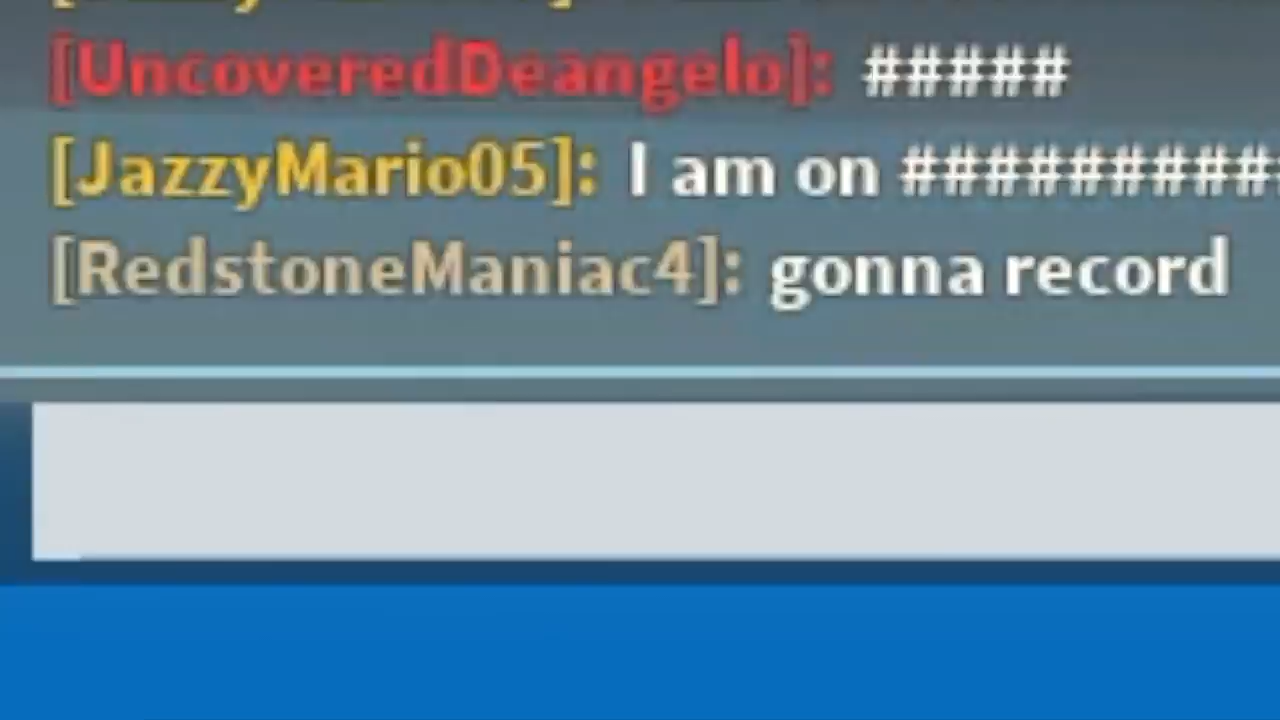 [UncoveredDeangelo]: #####
[JazzyMario05]: I am on ##########
[RedstoneManiac4]: gonna record